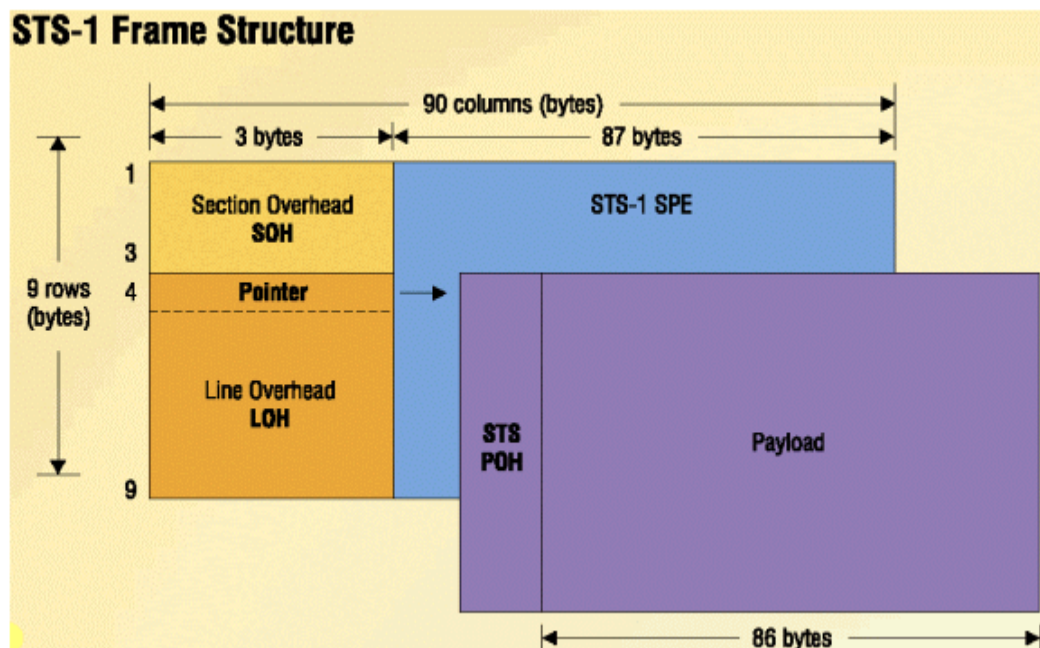 STS-1 Frame Structure
90 columns (bytes)
3 bytes
87 bytes
1
Section Overhead
SOH
STS-1 SPE
3
9 rows
(bytes)
4
Pointer
Line Overhead
LOH
STS
POH
Payload
9
86 bytes